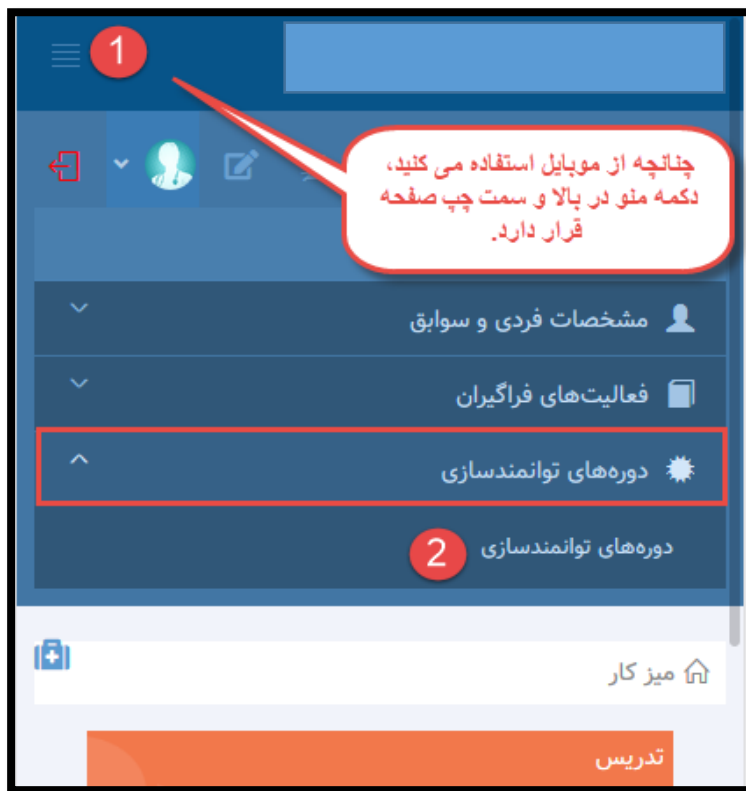 1
چنانچه از موبایل استفاده می کنید،
دکمه منو در بالا و سمت چپ صفحه
قرار دارد.
مشخصات فردی و سوابق
فعالیت‌های فراگیران
دوره‌های توانمندسازی
دوره‌های توانمندسازی 2
میز کار
تدریس